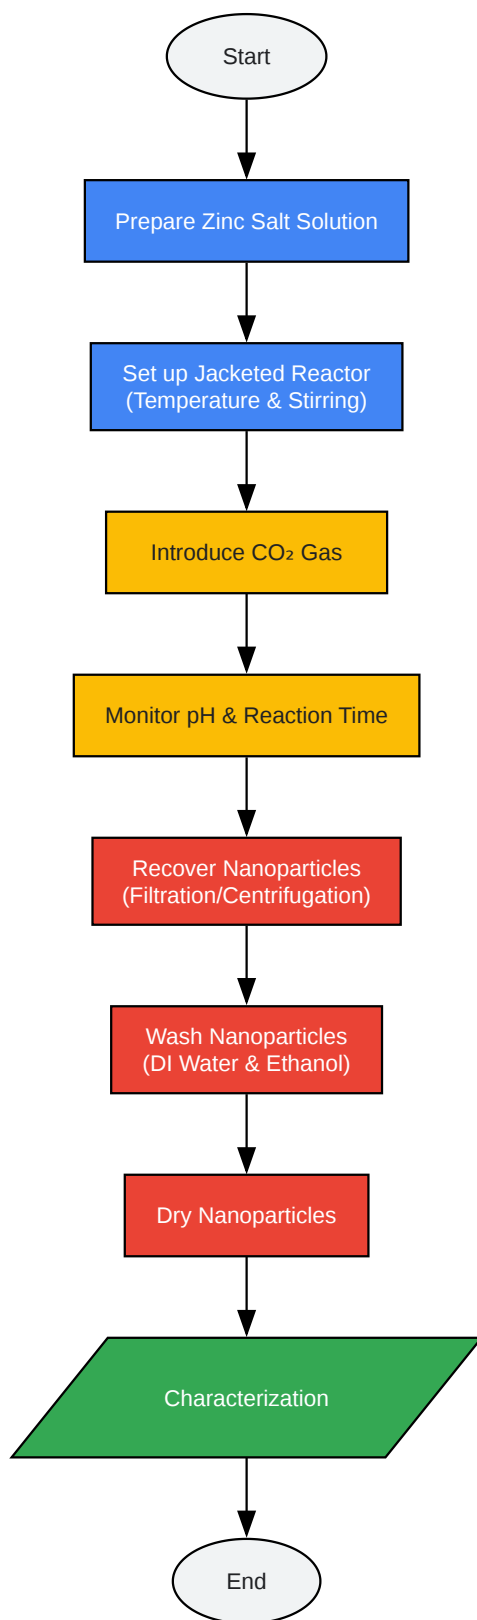 Start
Prepare Zinc Salt Solution
Set up Jacketed Reactor
(Temperature & Stirring)
Introduce CO₂ Gas
Monitor pH & Reaction Time
Recover Nanoparticles
(Filtration/Centrifugation)
Wash Nanoparticles
(DI Water & Ethanol)
Dry Nanoparticles
Characterization
End